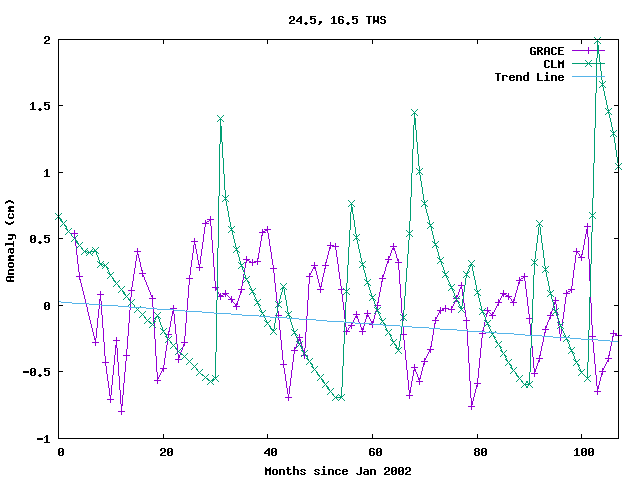 24.5, 16.5 TWS
GRACE
CLM
Trend Line
2
1.5
1
0.5
0
-0.5
-1
Anomaly (cm)
0 20 40 60 80 100
Months since Jan 2002